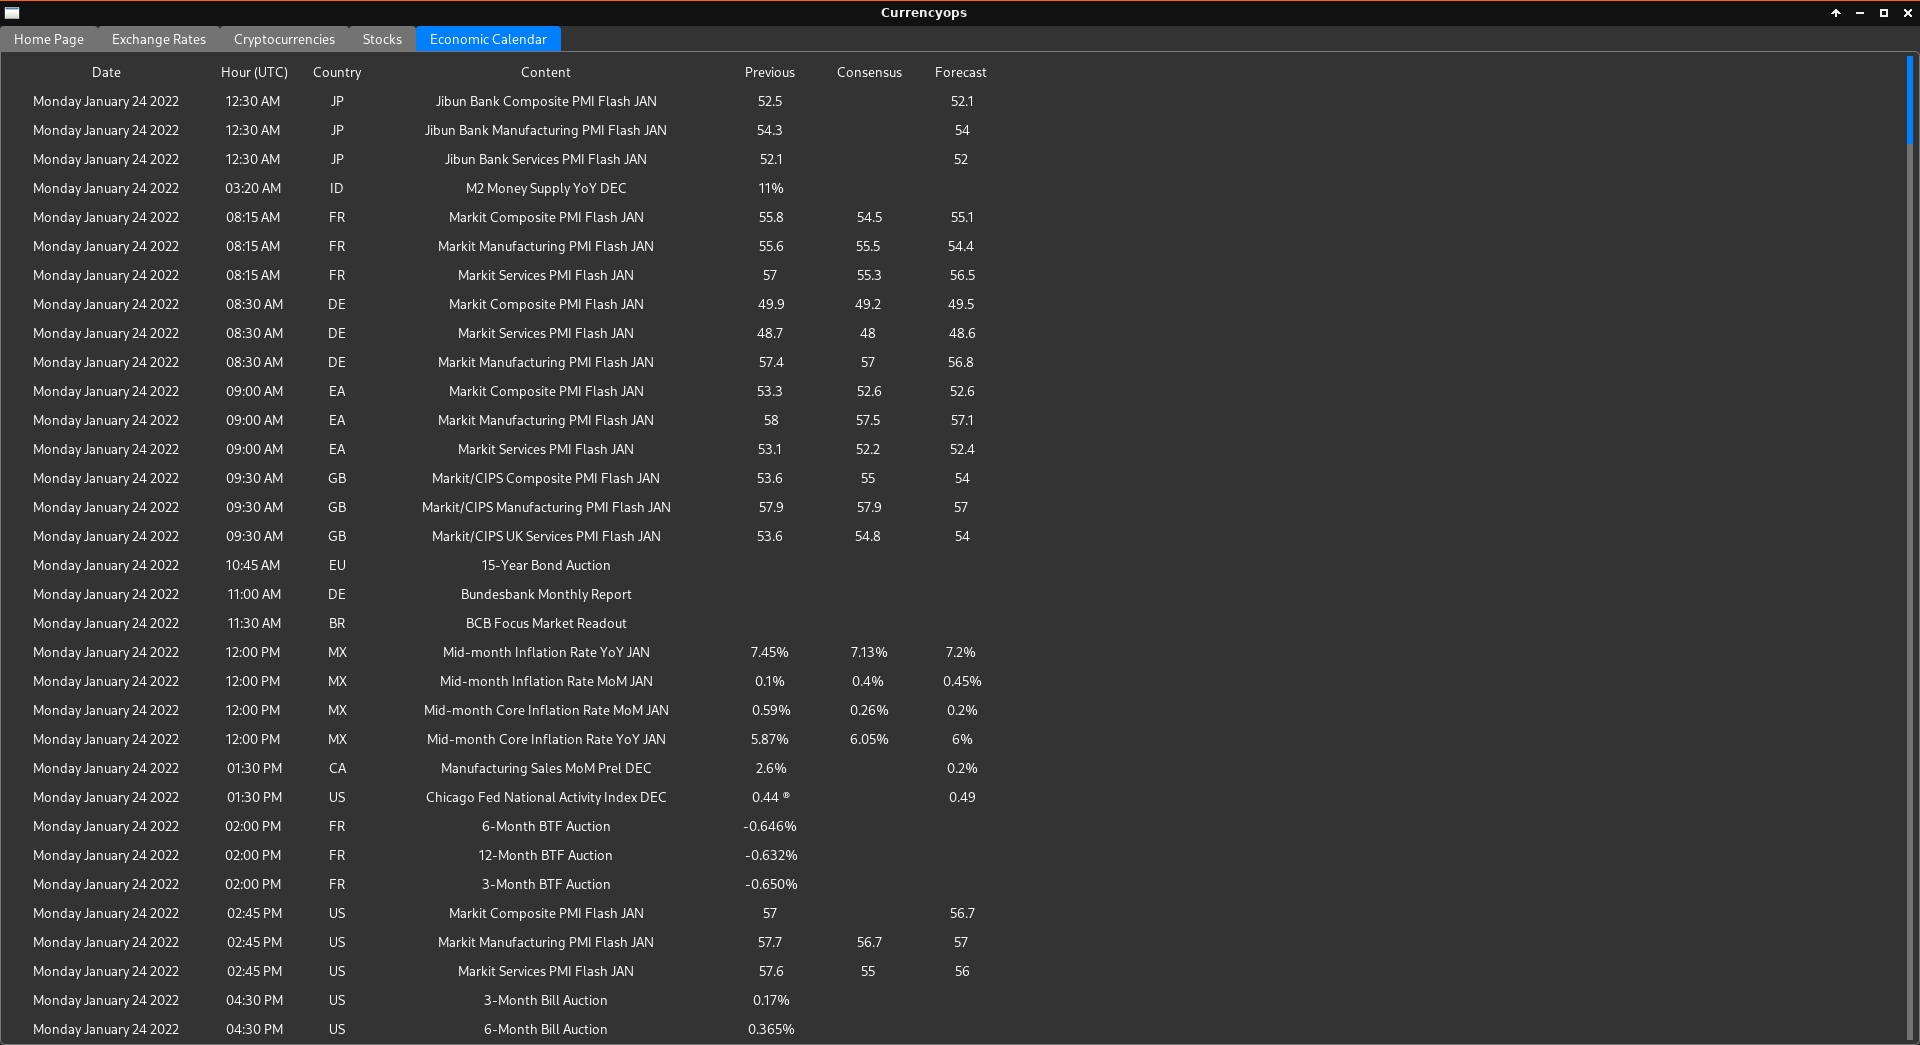 Currencyops
Home Page Exchange Rates Cryptocurrencies Stocks Economic Calendar
Date Hour (UTC) Country Content Previous Consensus Forecast
Monday January 24 2022 12:30 AM JP Jibun Bank Composite PMI Flash JAN 52.5 52.1
Monday January 24 2022 12:30 AM JP Jibun Bank Manufacturing PMI Flash JAN 54.3 54
Monday January 24 2022 12:30 AM JP Jibun Bank Services PMI Flash JAN 52.1 52
Monday January 24 2022 03:20 AM ID M2 Money Supply YoY DEC 11%
Monday January 24 2022 08:15 AM FR Markit Composite PMI Flash JAN 55.8 54.5 55.1
Monday January 24 2022 08:15 AM FR Markit Manufacturing PMI Flash JAN 55.6 55.5 54.4
Monday January 24 2022 08:15 AM FR Markit Services PMI Flash JAN 57 55.3 56.5
Monday January 24 2022 08:30 AM DE Markit Composite PMI Flash JAN 49.9 49.2 49.5
Monday January 24 2022 08:30 AM DE Markit Services PMI Flash JAN 48.7 48 48.6
Monday January 24 2022 08:30 AM DE Markit Manufacturing PMI Flash JAN 57.4 57 56.8
Monday January 24 2022 09:00 AM EA Markit Composite PMI Flash JAN 53.3 52.6 52.6
Monday January 24 2022 09:00 AM EA Markit Manufacturing PMI Flash JAN 58 57.5 57.1
Monday January 24 2022 09:00 AM EA Markit Services PMI Flash JAN 53.1 52.2 52.4
Monday January 24 2022 09:30 AM GB Markit/CIPS Composite PMI Flash JAN 53.6 55 54
Monday January 24 2022 09:30 AM GB Markit/CIPS Manufacturing PMI Flash JAN 57.9 57.9 57
Monday January 24 2022 09:30 AM GB Markit/CIPS UK Services PMI Flash JAN 53.6 54.8 54
Monday January 24 2022 10:45 AM EU 15-Year Bond Auction
Monday January 24 2022 11:00 AM DE Bundesbank Monthly Report
Monday January 24 2022 11:30 AM BR BCB Focus Market Readout
Monday January 24 2022 12:00 PM MX Mid-month Inflation Rate YoY JAN 7.45% 7.13% 7.2%
Monday January 24 2022 12:00 PM MX Mid-month Inflation Rate MoM JAN 0.1% 0.4% 0.45%
Monday January 24 2022 12:00 PM MX Mid-month Core Inflation Rate MoM JAN 0.59% 0.26% 0.2%
Monday January 24 2022 12:00 PM MX Mid-month Core Inflation Rate YoY JAN 5.87% 6.05% 6%
Monday January 24 2022 01:30 PM CA Manufacturing Sales MoM Prel DEC 2.6% 0.2%
Monday January 24 2022 01:30 PM US Chicago Fed National Activity Index DEC 0.44 ® 0.49
Monday January 24 2022 02:00 PM FR 6-Month BTF Auction -0.646%
Monday January 24 2022 02:00 PM FR 12-Month BTF Auction -0.632%
Monday January 24 2022 02:00 PM FR 3-Month BTF Auction -0.650%
Monday January 24 2022 02:45 PM US Markit Composite PMI Flash JAN 57 56.7
Monday January 24 2022 02:45 PM US Markit Manufacturing PMI Flash JAN 57.7 56.7 57
Monday January 24 2022 02:45 PM US Markit Services PMI Flash JAN 57.6 55 56
Monday January 24 2022 04:30 PM US 3-Month Bill Auction 0.17%
Monday January 24 2022 04:30 PM US 6-Month Bill Auction 0.365%